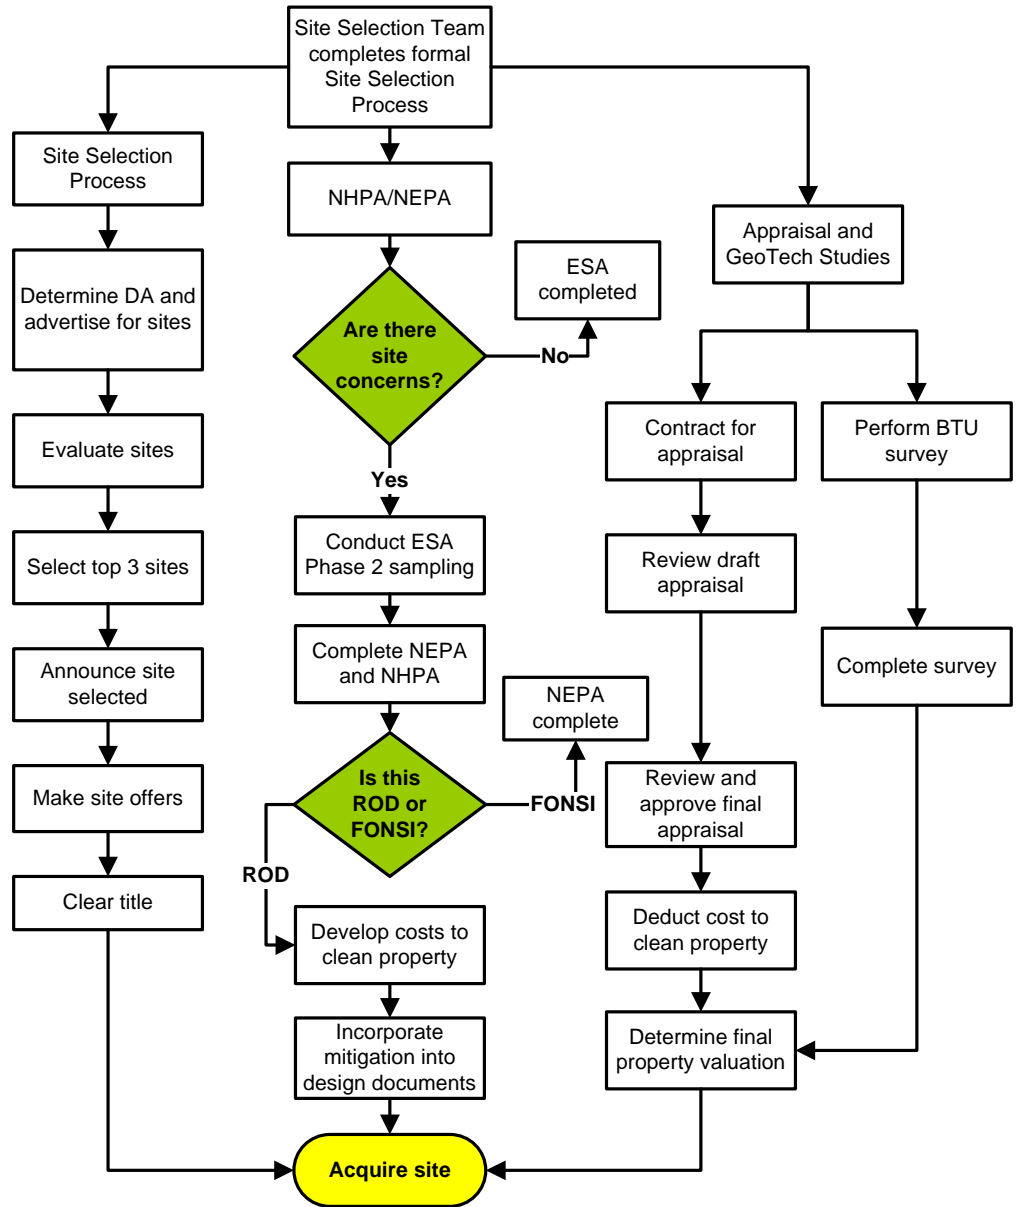 Site Selection Team
completes formal
Site Selection
Process
Site Selection
Process
NHPA/NEPA
Appraisal and
GeoTech Studies
Determine DA and
advertise for sites
ESA
completed
Are there
site
concerns?
No
Yes
Evaluate sites
Contract for
appraisal
Perform BTU
survey
Select top 3 sites
Conduct ESA
Phase 2 sampling
Review draft
appraisal
Announce site
selected
Complete NEPA
and NHPA
Complete survey
NEPA
complete
Make site offers
Is this
ROD or
FONSI?
FONSI
ROD
Review and
approve final
appraisal
Clear title
Develop costs to
clean property
Deduct cost to
clean property
Incorporate
mitigation into
design documents
Determine final
property valuation
Acquire site